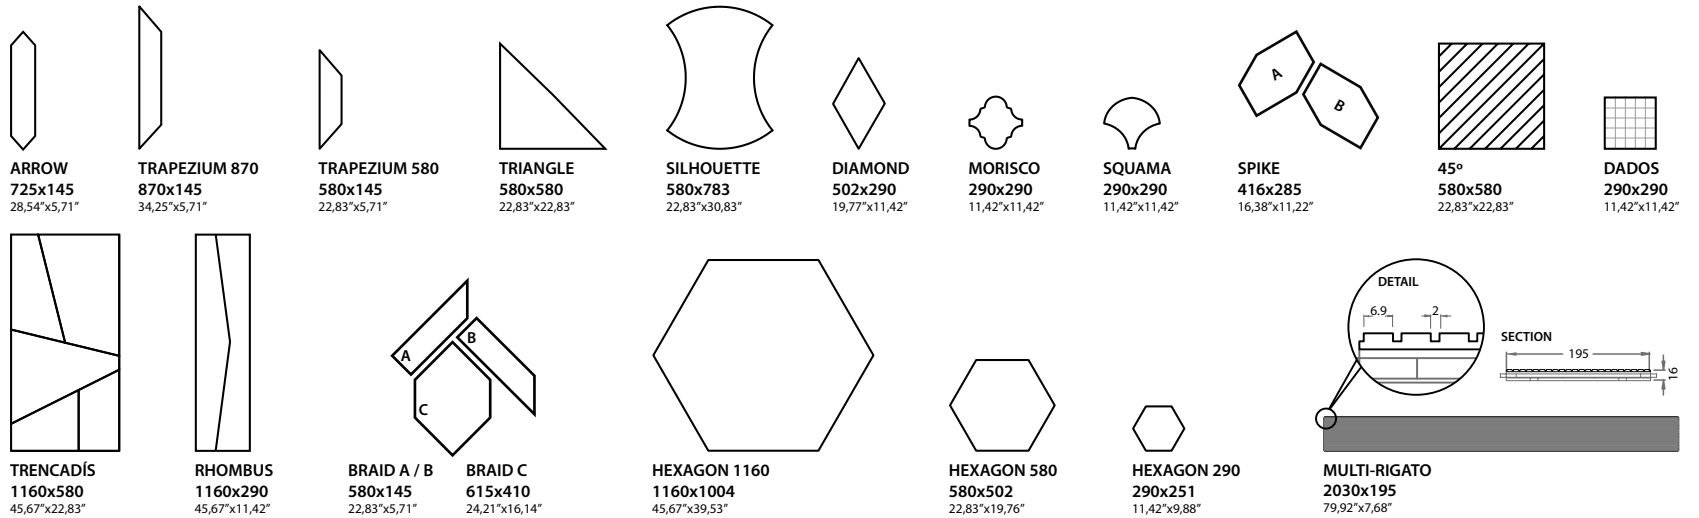 A
B
ARROW
725x145
28,54”x5,71”
TRAPEZIUM 870
870x145
34,25”x5,71”
TRAPEZIUM 580
580x145
22,83”x5,71”
TRIANGLE
580x580
22,83”x22,83”
SILHOUETTE
580x783
22,83”x30,83”
DIAMOND
502x290
19,77”x11,42”
MORISCO
290x290
11,42”x11,42”
SQUAMA
290x290
11,42”x11,42”
SPIKE
416x285
16,38”x11,22”
45º
580x580
22,83”x22,83”
DADOS
290x290
11,42”x11,42”
A
B
C
DETAIL
6.9
2
SECTION
195
16
TRENCADÍS
1160x580
45,67”x22,83”
RHOMBUS
1160x290
45,67”x11,42”
BRAID A / B
580x145
22,83”x5,71”
BRAID C
615x410
24,21”x16,14”
HEXAGON 1160
1160x1004
45,67”x39,53”
HEXAGON 580
580x502
22,83”x19,76”
HEXAGON 290
290x251
11,42”x9,88”
MULTI-RIGATO
2030x195
79,92”x7,68”